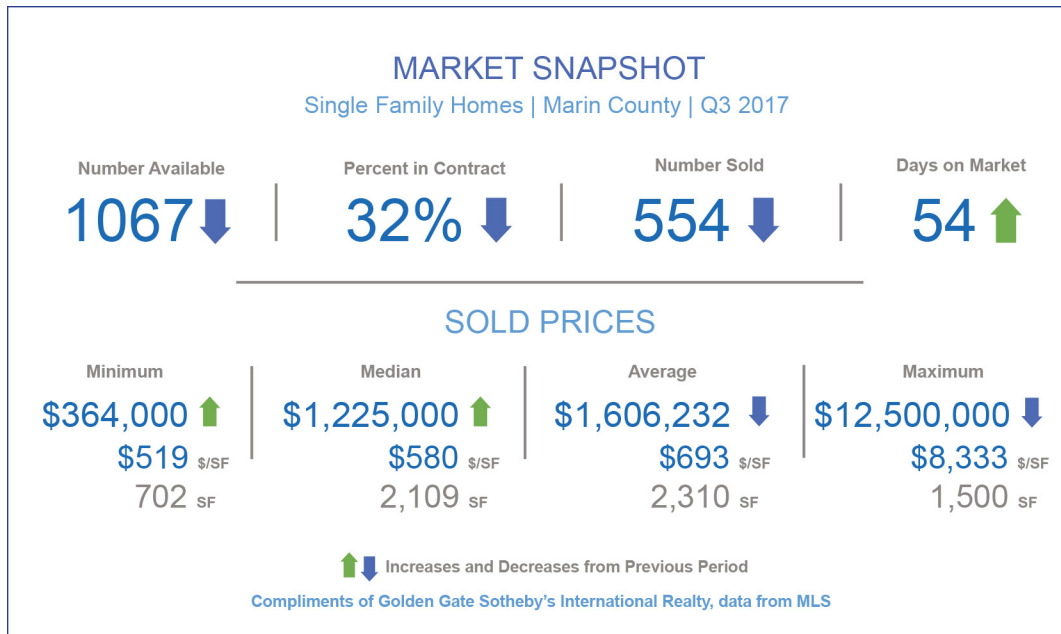 MARKET SNAPSHOT
Single Family Homes | Marin County | Q3 2017
Number Available
1067
Percent in Contract
32%
Number Sold
554
Days on Market
54
SOLD PRICES
Minimum
$364,000
$519 $/SF
702 SF
Median
$1,225,000
$580 $/SF
2,109 SF
Average
$1,606,232
$693 $/SF
2,310 SF
Maximum
$12,500,000
$8,333 $/SF
1,500 SF
Increases and Decreases from Previous Period
Compliments of Golden Gate Sotheby's International Realty, data from MLS